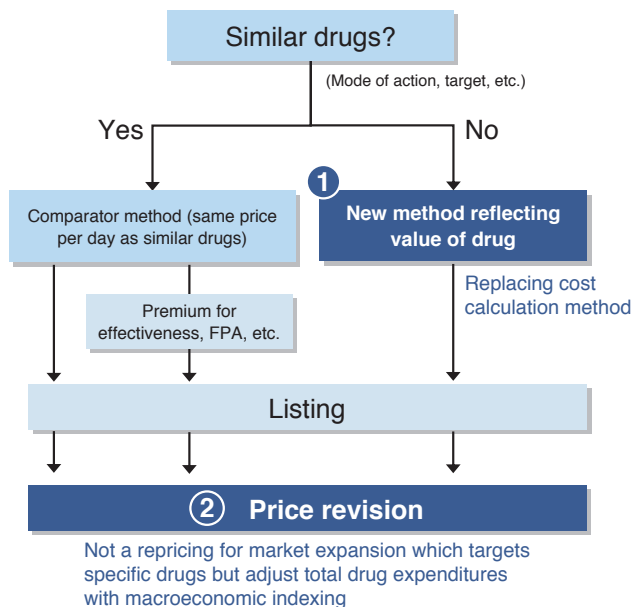 Similar drugs?
(Mode of action, target, etc.)
Yes
No
1
Comparator method (same price
per day as similar drugs)
New method reflecting
value of drug
Premium for
effectiveness, FPA, etc.
Replacing cost
calculation method
Listing
2 Price revision
Not a repricing for market expansion which targets
specific drugs but adjust total drug expenditures
with macroeconomic indexing